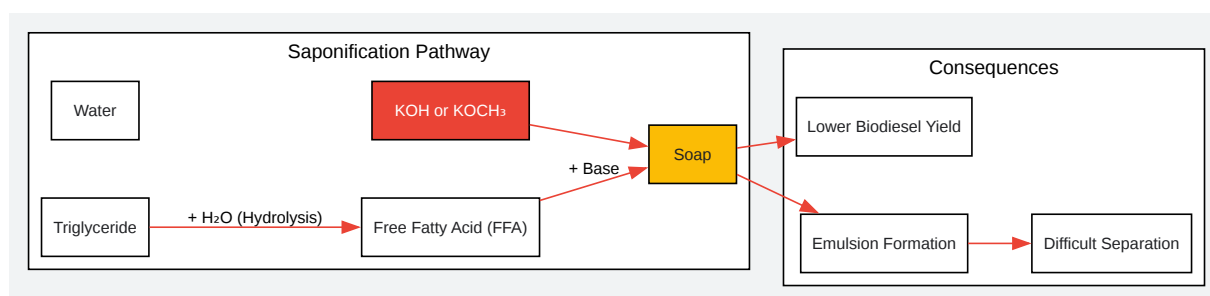 Saponification Pathway
Water
KOH or KOCH₃
Soap
+ Base
Triglyceride
+ H₂O (Hydrolysis)
Free Fatty Acid (FFA)
Consequences
Lower Biodiesel Yield
Emulsion Formation
Difficult Separation